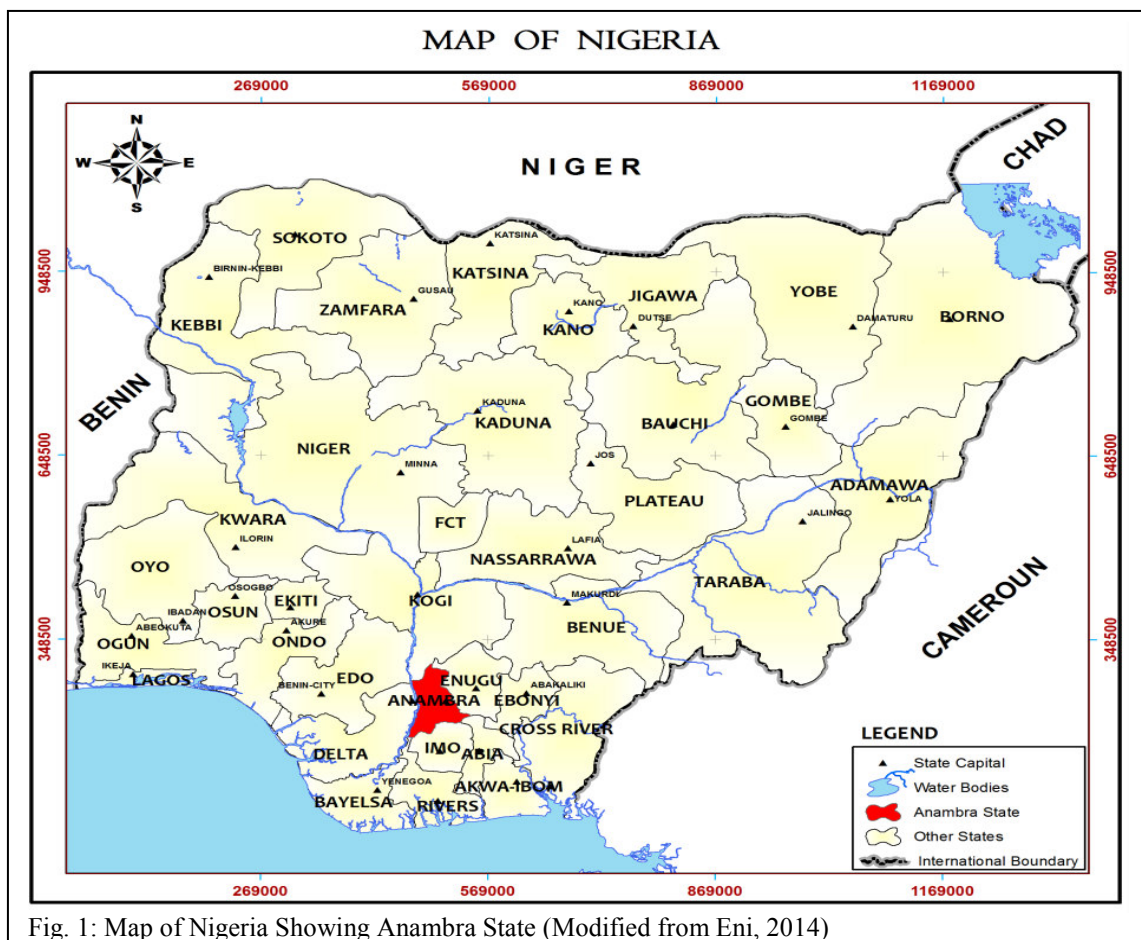 MAP OF NIGERIA
269000 569000 869000 1169000
N
W E
S
NIGER
CHAD
BENIN
CAMEROUN
948500 948500
648500 648500
348500 348500
SOKOTO
KATSINA
BIRNIN-KEBBI
KATSINA
GUSAU
ZAMFARA
KEBBI
KANO
KANO
JIGAWA
DUTSE
YOBE
DAMATURU
BORNO
KADUNA
KADUNA
NIGER
MINNA
BAUCHI
GOMBE
GOMBE
JOS
PLATEAU
ADAMAWA
YOLA
JALINGO
TARABA
FCT
LAFIA
NASSARRAWA
KWARA
ILORIN
OYO
OSOGBO
OSUN
IBADAN
EKITI
AKURE
ONDO
ABEOKUTA
OGUN
IKEJA
LAGOS
KOGI
MAKURDI
BENUE
EDO
BENIN-CITY
ENUGU
ANAMBRA
ABAKALIKI
EBONYI
CROSS RIVER
DELTA
IMO
ABIA
YENEGOA
BAYELSA
RIVERS
AKWA-IBOM
LEGEND
State Capital
Water Bodies
Anambra State
Other States
International Boundary
269000 569000 869000 1169000
Fig. 1: Map of Nigeria Showing Anambra State (Modified from Eni, 2014)